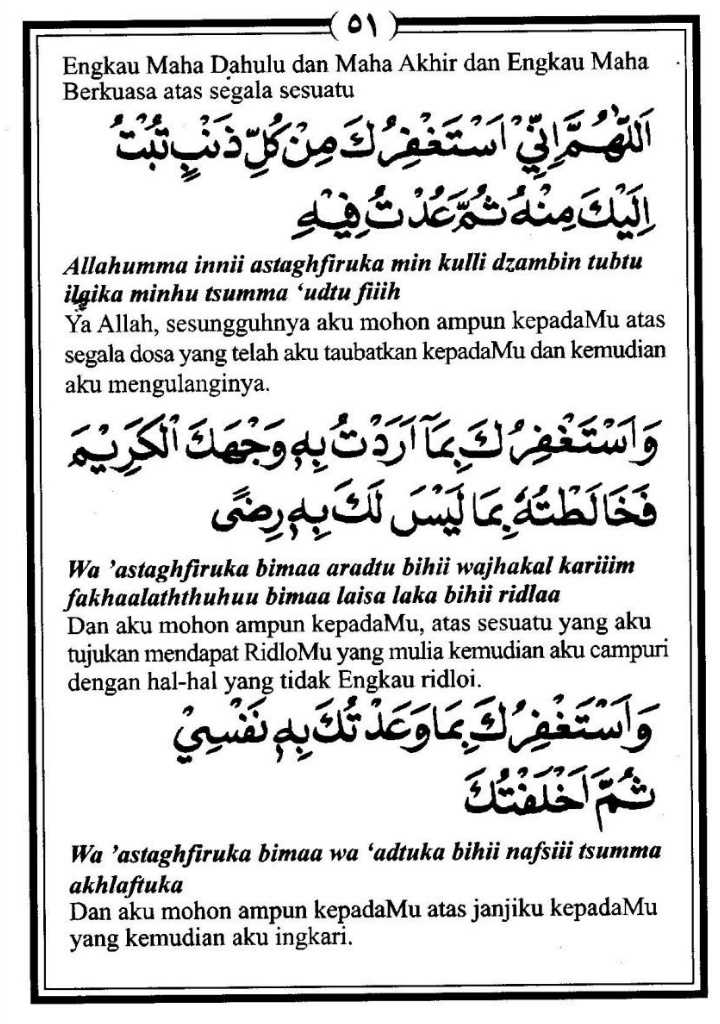 (٥١)
Engkau Maha Dahulu dan Maha Akhir dan Engkau Maha
Berkuasa atas segala sesuatu
اَللّٰهُمَّ اِنِّيْ اَسْتَغْفِرُكَ مِنْ كُلِّ ذَنْبٍ تُبْتُ
اِلَيْكَ مِنْهُ ثُمَّ عُدْتُ فِيْهِ
Allahumma innii astaghfiruka min kulli dzambin tubtu
ilaika minhu tsumma ‘udtu fiiih
Ya Allah, sesungguhnya aku mohon ampun kepadaMu atas
segala dosa yang telah aku taubatkan kepadaMu dan kemudian
aku mengulanginya.
وَاَسْتَغْفِرُكَ بِمَآ اَرَدْتُ بِهٖ وَجْهَكَ الْكَرِيْمَ
فَخَالَطْتُهٗ بِمَا لَيْسَ لَكَ بِهٖ رِضًى
Wa ’astaghfiruka bimaa aradtu bihii wajhakal kariiim
fakhaalaththuhuu bimaa laisa laka bihii ridlaa
Dan aku mohon ampun kepadaMu, atas sesuatu yang aku
tujukan mendapat RidloMu yang mulia kemudian aku campuri
dengan hal-hal yang tidak Engkau ridloi.
وَاَسْتَغْفِرُكَ بِمَا وَعَدْتُكَ بِهٖ نَفْسِيْ
ثُمَّ اَخْلَفْتُكَ
Wa ’astaghfiruka bimaa wa ‘adtuka bihii nafsiii tsumma
akhlaftuka
Dan aku mohon ampun kepadaMu atas janjiku kepadaMu
yang kemudian aku ingkari.